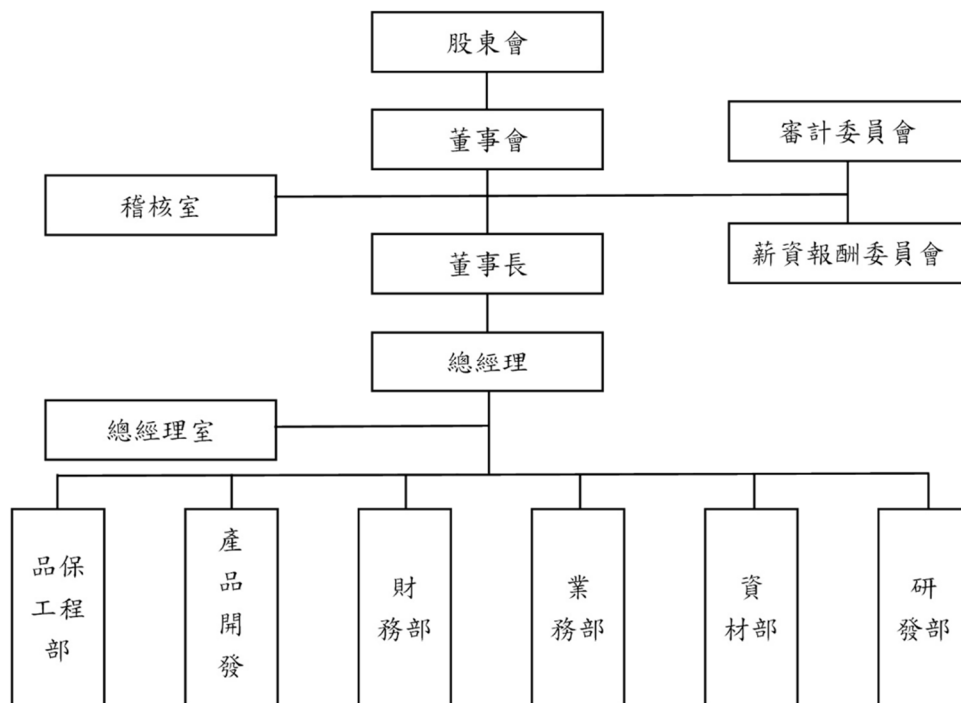 股東會
董事會
審計委員會
稽核室
董事長
薪資報酬委員會
總經理
總經理室
品保
工程
部
產
品
開
發
財
務部
業
務部
資
材部
研
發部